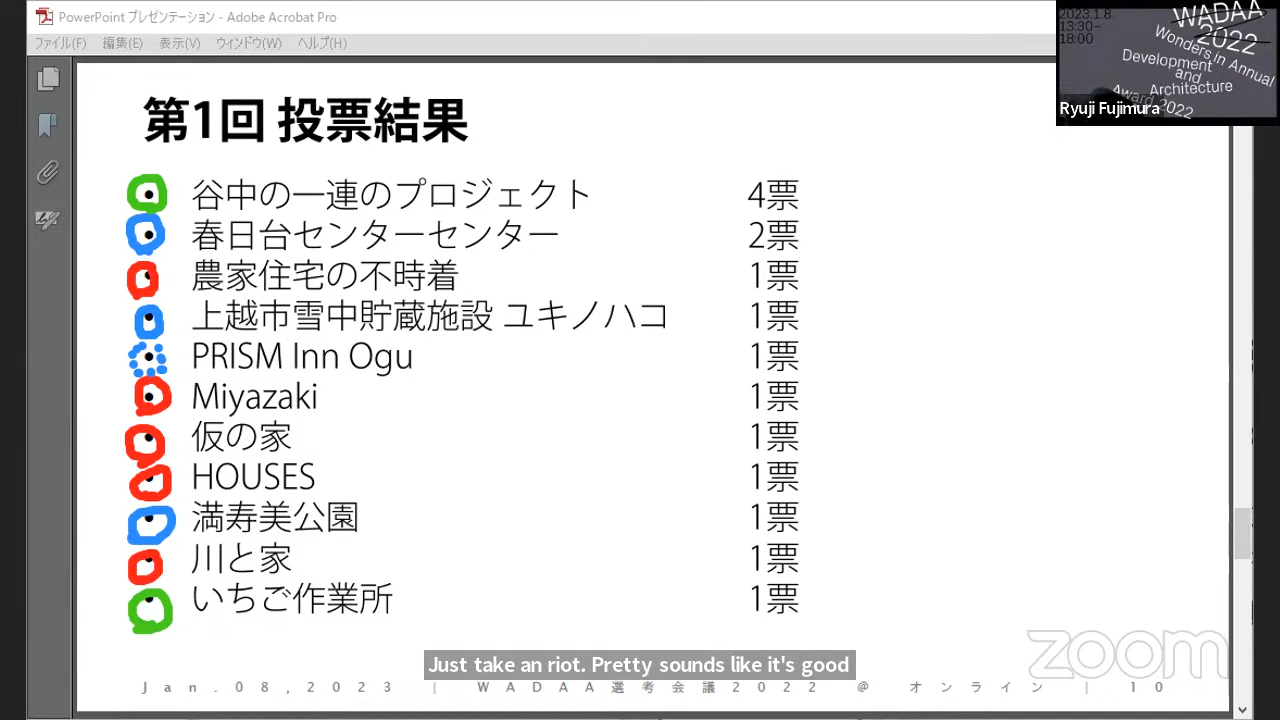 PowerPoint プレゼンテーション - Adobe Acrobat Pro
ファイル(F) 編集(E) 表示(V) ウィンドウ(W) ヘルプ(H)
2023.1.8.
13:30–
18:00
WADAA
2022
Wonders in Annual
Development
and
Architecture
Award 2022
Ryuji Fujimura
第1回 投票結果
谷中の一連のプロジェクト 4票
春日台センターセンター 2票
農家住宅の不時着 1票
上越市雪中貯蔵施設 ユキノハコ 1票
PRISM Inn Ogu 1票
Miyazaki 1票
仮の家 1票
HOUSES 1票
満寿美公園 1票
川と家 1票
いちご作業所 1票
zoom
Just take an riot. Pretty sounds like it's good
Jan.08,2023 | WADAA選考会議2022 @ オンライン | 10